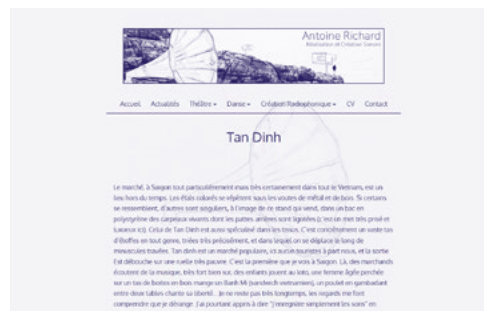 Antoine Richard
Réalisation et Création Sonore
Accueil Actualités Théâtre Danse Création Radiophonique CV Contact
Tan Dinh
Le marché, à Saigon tout particulièrement mais très certainement dans tout le Vietnam, est un
lieu hors du temps. Les étals colorés se répètent sous les voutes de métal et de bois. Si certains
se ressemblent, d'autres sont singuliers, à l'image de ce stand qui vend, dans un bac en
polystyrène des crapeaux vivants dont les pattes arrières sont ligotées (c'est un met très prisé et
luxueux ici). Celui de Tan Dinh est aussi spécialisé dans les tissus. C'est concrètement un vaste tas
d'étoffes en tout genre, triées très précisément, et dans lequel on se déplace le long de
minuscules travées. Tan dinh est un marché populaire, vs aucun touristes à part nous, et la sortie
Est débouche sur une ruelle très pauvre. C'est la première que je vois à Saigon. Là, des marchands
écoutent de la musique, très fort bien sur, des enfants jouent au loto, une femme âgée perchée
sur un tas de boites en bois mange un Banh Mi (sandwich vietnamien), un poulet en gambadant
entre deux tables chante sa liberté... Je ne reste pas très longtemps, les regards me font
comprendre que je dérange. J'ai pourtant appris à dire "j'enregistre simplement les sons" en